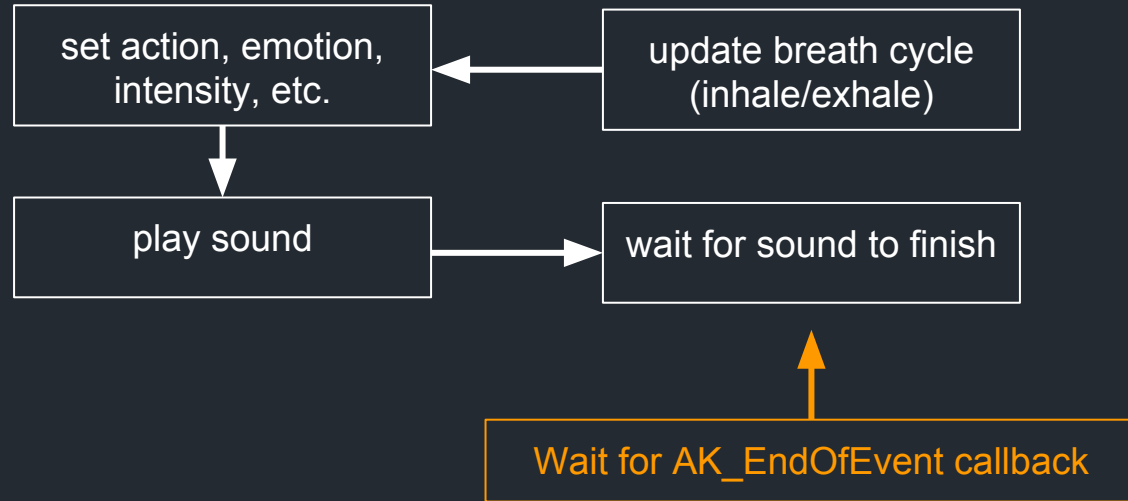 set action, emotion,
intensity, etc.
update breath cycle
(inhale/exhale)
play sound
wait for sound to finish
Wait for AK_EndOfEvent callback